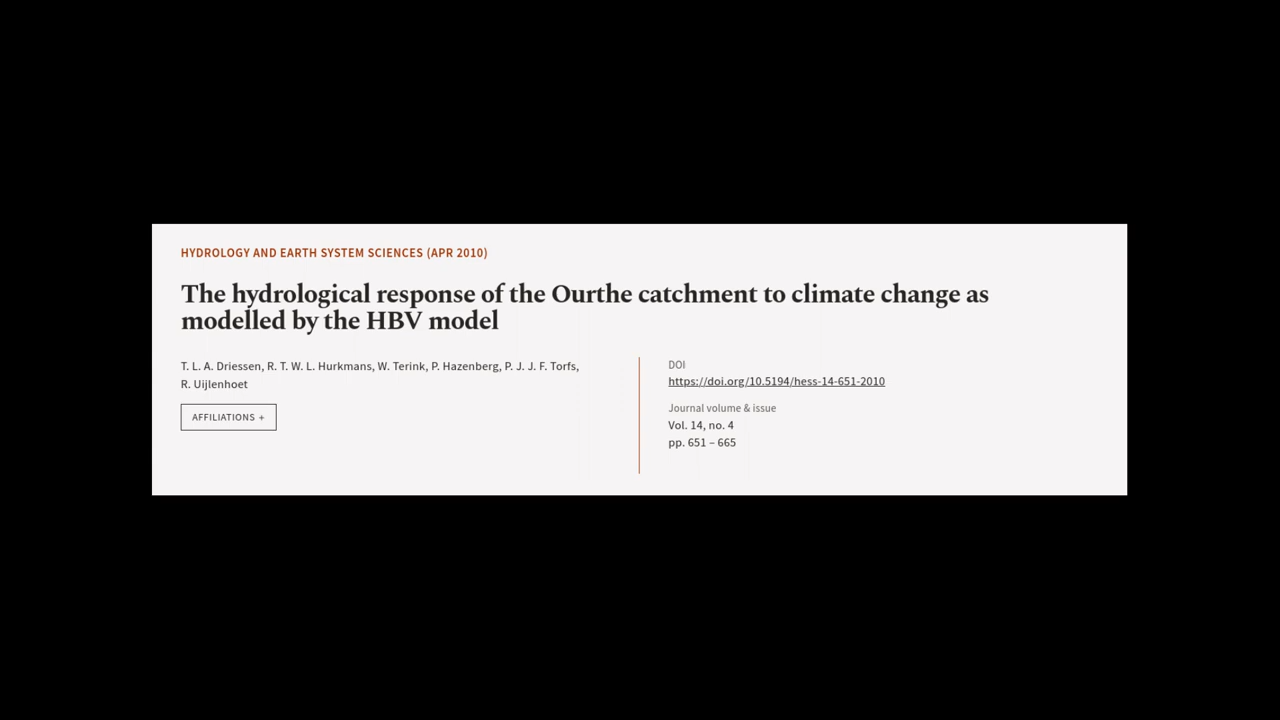 HYDROLOGY AND EARTH SYSTEM SCIENCES (APR 2010)
The hydrological response of the Ourthe catchment to climate change as
modelled by the HBV model
T. L. A. Driessen, R. T. W. L. Hurkmans, W. Terink, P. Hazenberg, P. J. J. F. Torfs,
R. Uijlenhoet
AFFILIATIONS +
DOI
https://doi.org/10.5194/hess-14-651-2010
Journal volume & issue
Vol. 14, no. 4
pp. 651 – 665